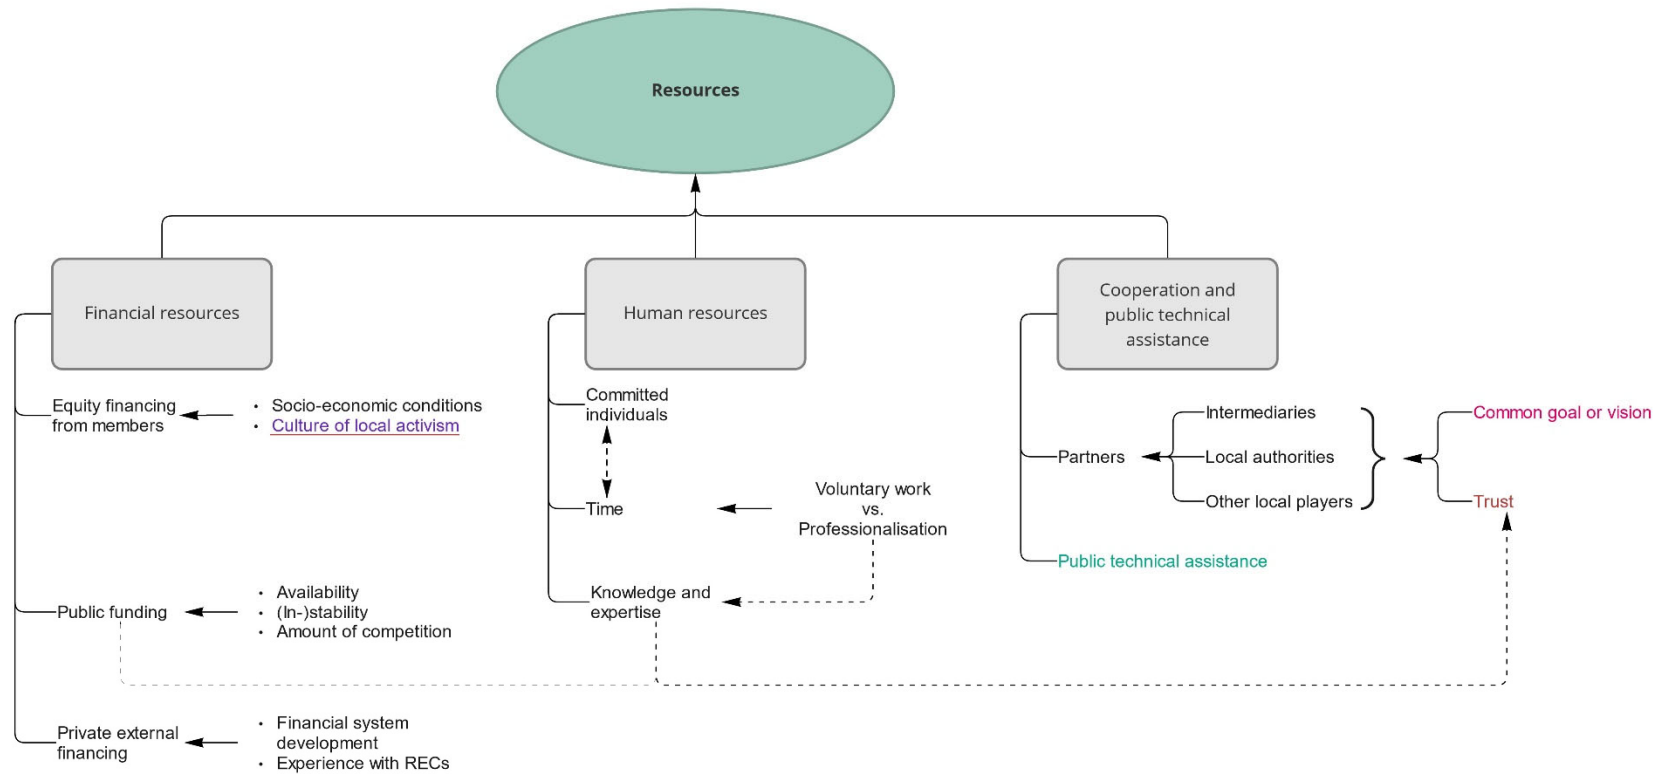 Resources
Financial resources
Human resources
Cooperation and
public technical
assistance
Equity financing
from members
• Socio-economic conditions
• Culture of local activism
Public funding
• Availability
• (In-)stability
• Amount of competition
Private external
financing
• Financial system
development
• Experience with RECs
Committed
individuals
Time
Voluntary work
vs.
Professionalisation
Knowledge and
expertise
Partners
Intermediaries
Local authorities
Other local players
Common goal or vision
Trust
Public technical assistance